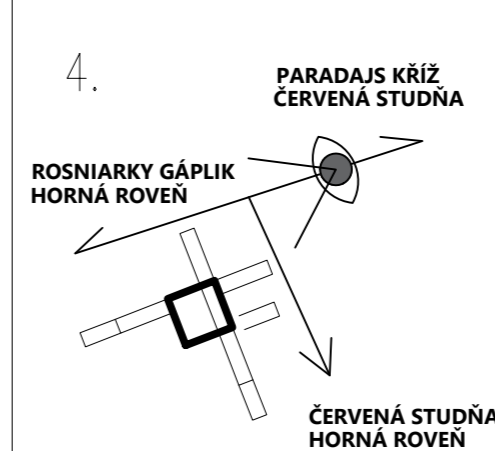 4.
PARADAJS KŘÍŽ
ČERVENÁ STUDŇA
ROSNIARKY GÁPLIK
HORNÁ ROVEŇ
ČERVENÁ STUDŇA
HORNÁ ROVEŇ